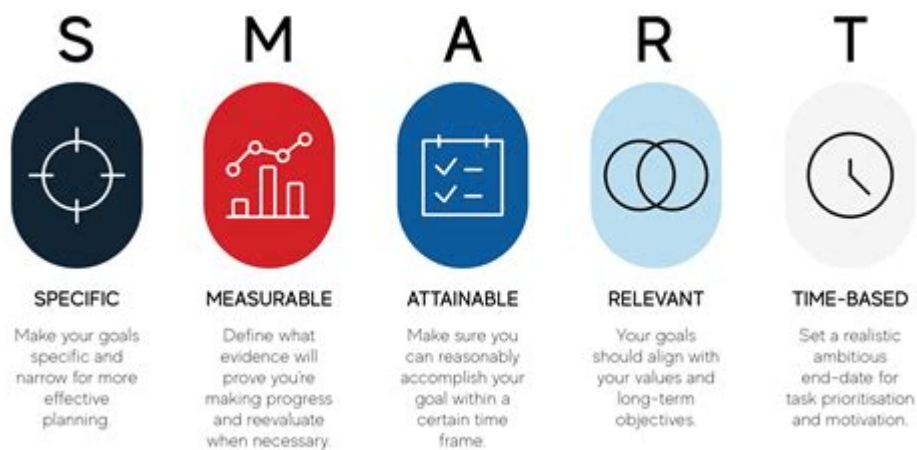 S M A R T
SPECIFIC
Make your goals
specific and
narrow for more
effective
planning.
MEASURABLE
Define what
evidence will
prove you're
making progress
and reevaluate
when necessary.
ATTAINABLE
Make sure you
can reasonably
accomplish your
goal within a
certain time
frame.
RELEVANT
Your goals
should align with
your values and
long-term
objectives.
TIME-BASED
Set a realistic
ambitious
end-date for
task prioritisation
and motivation.